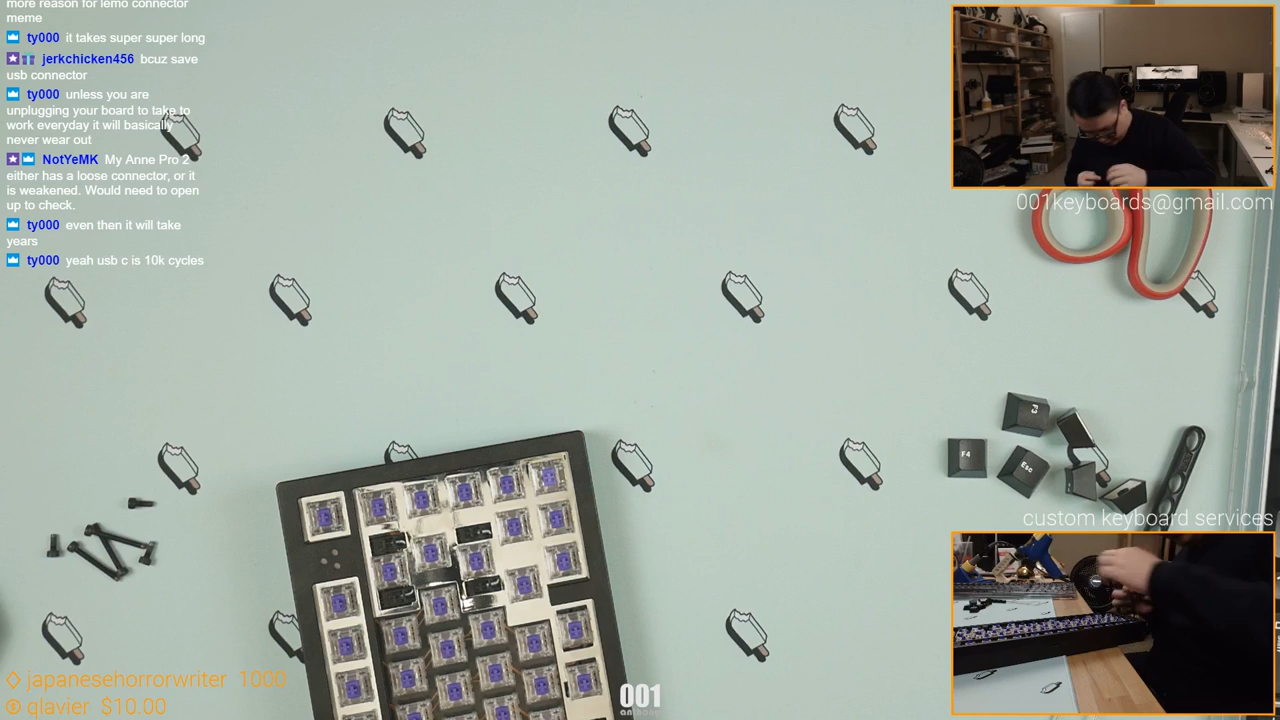 more reason for lemo connector
meme
ty000 it takes super super long
jerkchicken456 bcuz save
usb connector
ty000 unless you are
unplugging your board to take to
work everyday it will basically
never wear out
NotYeMK My Anne Pro 2
either has a loose connector, or it
is weakened. Would need to open
up to check.
ty000 even then it will take
years
ty000 yeah usb c is 10k cycles
001keyboards@gmail.com
F3
F4
Esc
custom keyboard services
japanesehorrorwriter 1000
qlavier $10.00
001